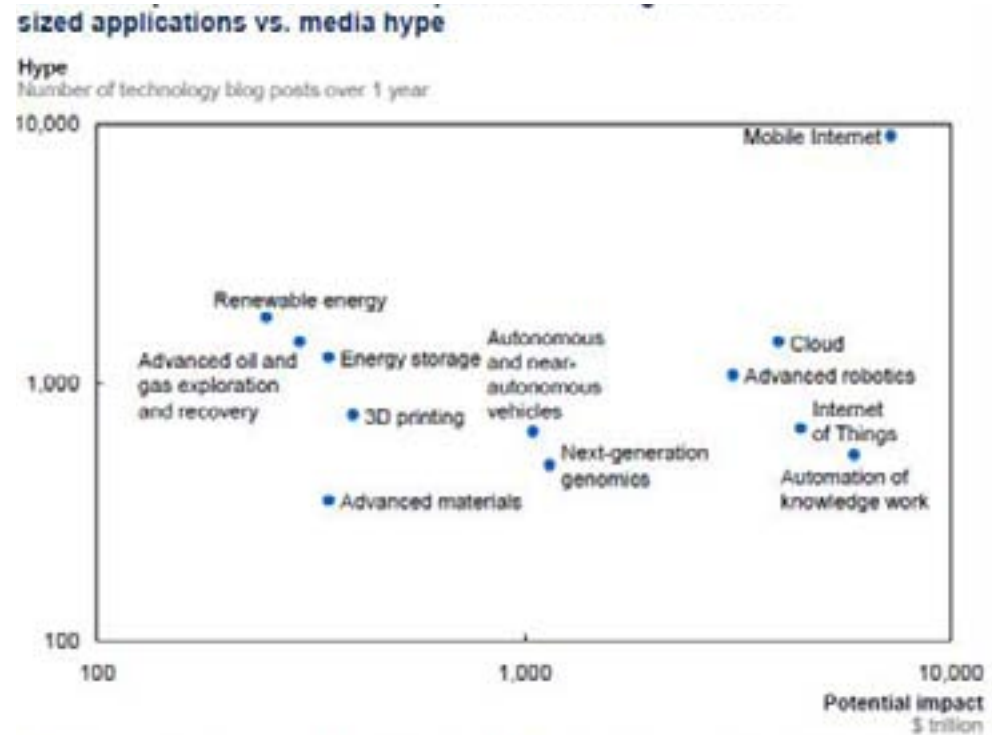 sized applications vs. media hype
Hype
Number of technology blog posts over 1 year
10,000
Mobile Internet
Renewable energy
Advanced oil and
gas exploration
and recovery
Energy storage
Autonomous
and near-
autonomous
vehicles
Cloud
1,000
Advanced robotics
3D printing
Internet
of Things
Next-generation
genomics
Automation of
knowledge work
Advanced materials
100
100
1,000
10,000
Potential impact
$ trillion